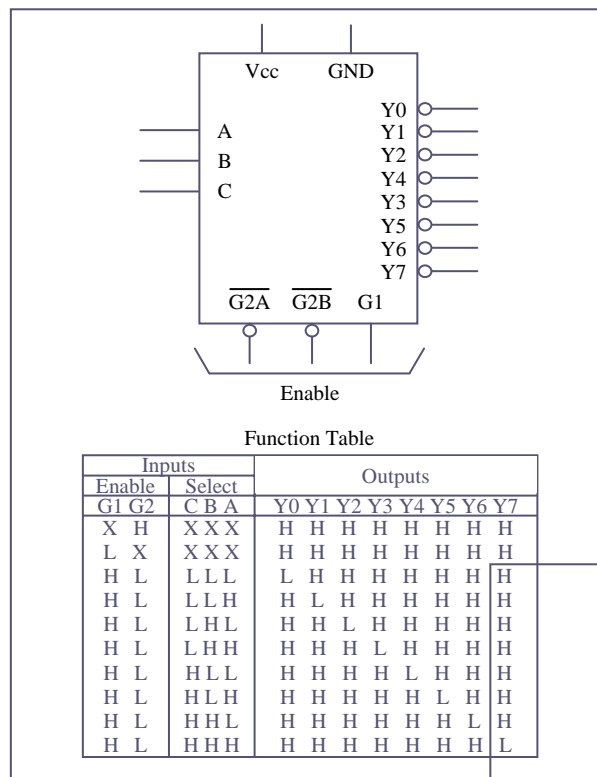 Vcc GND
Y0
A Y1
B Y2
Y4
C Y3
Y5
Y6
Y7
G2A G2B G1
Enable
Function Table
Inputs Outputs
Enable Select
G1 G2 C B A Y0 Y1 Y2 Y3 Y4 Y5 Y6 Y7
X H X X X H H H H H H H H
L X X X X H H H H H H H H
H L L L L L H H H H H H H
H L L L H H L H H H H H H
H L L H L H H L H H H H H
H L L H H H H H L H H H H
H L H L L H H H H L H H H
H L H L H H H H H H L H H
H L H H L H H H H H H L H
H L H H H H H H H H H H L